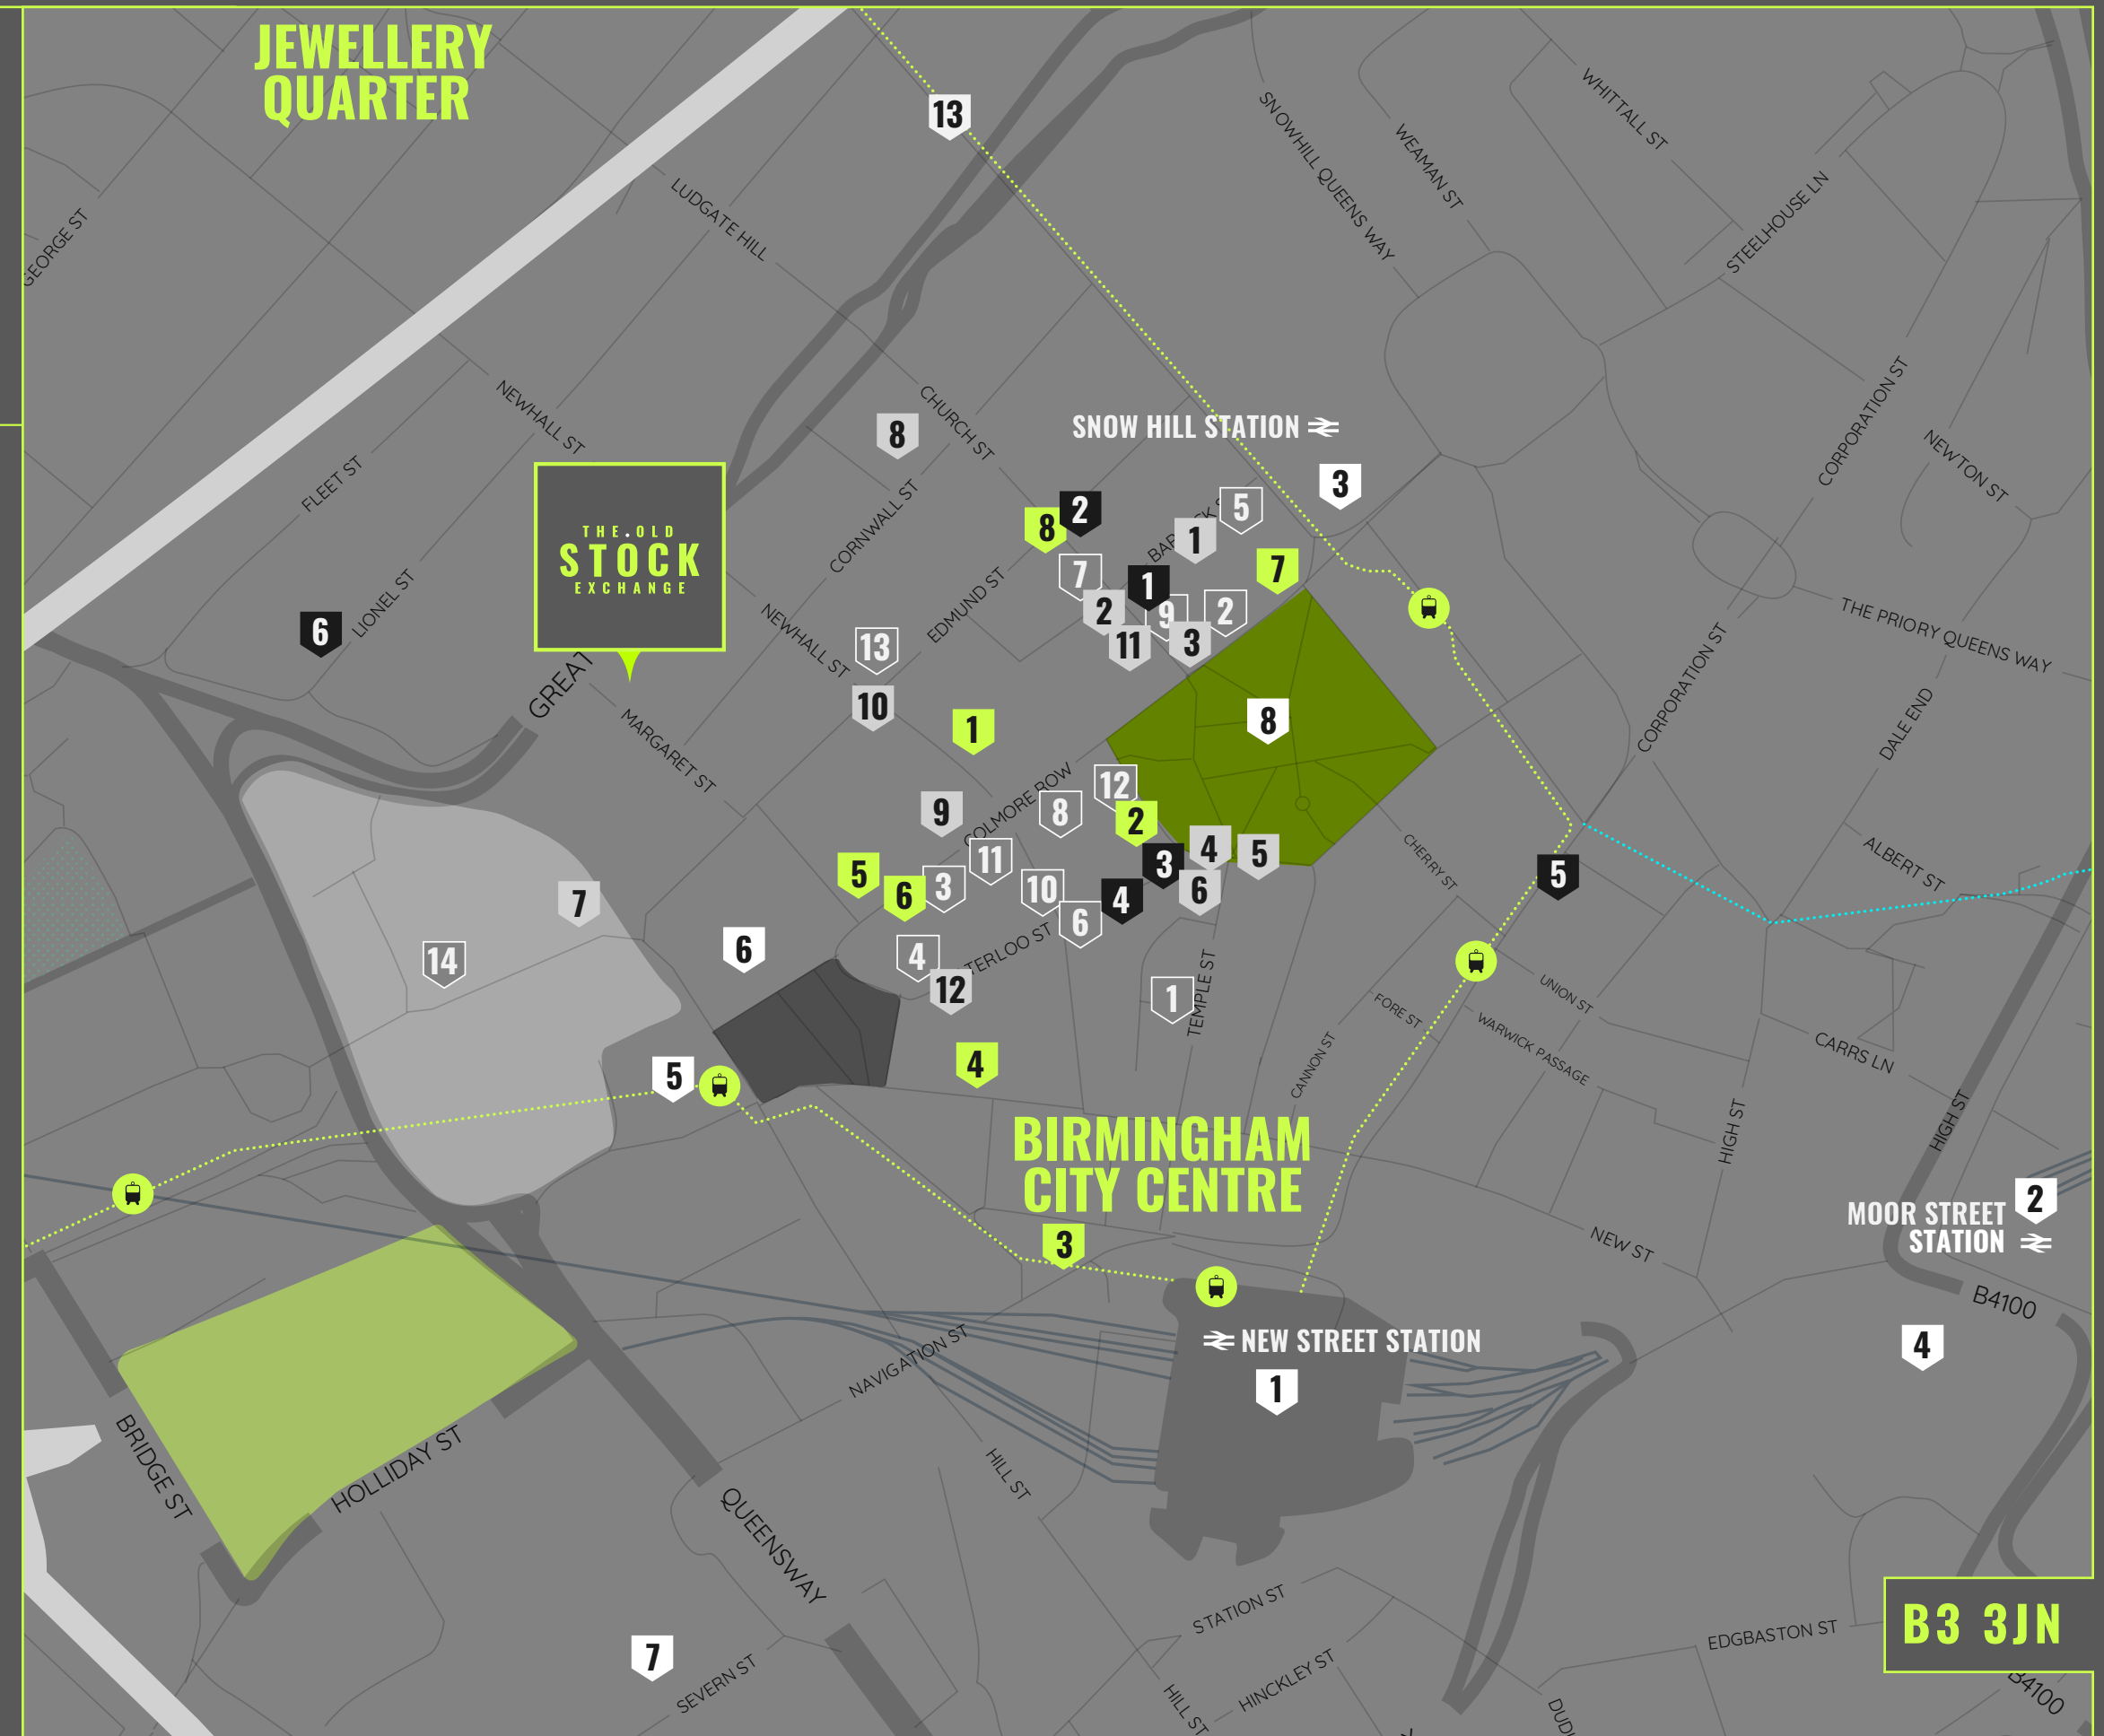 JEWELLERY
QUARTER
13
SNOWHILL QUEENS WAY
WEAMAN ST
WHITTALL ST
STEELHOUSE LN
GEORGE ST
LUDGATE HILL
NEWHALL ST
CHURCH ST
8
SNOW HILL STATION
3
CORPORATION ST
NEWTON ST
FLEET ST
CORNWALL ST
8
2
5
1
7
THE.OLD
STOCK
EXCHANGE
7
1
2
9
2
11
3
6
LIONEL ST
EDMUND ST
NEWHALL ST
13
THE PRIORY QUEENS WAY
GREAT
10
1
8
CORPORATION ST
DALE END
MARGARET ST
COLMORE ROW
12
9
8
2
CHERRY ST
ALBERT ST
11
3
4
5
5
5
6
3
10
4
6
6
7
14
6
4
TERLOO ST
12
1
TEMPLE ST
FORE ST
UNION ST
WARWICK PASSAGE
CARRS LN
5
4
CANNON ST
HIGH ST
HIGH ST
BIRMINGHAM
CITY CENTRE
2
MOOR STREET
STATION
3
NEW ST
B4100
NEW STREET STATION
1
4
NAVIGATION ST
BRIDGE ST
HOLLIDAY ST
HILL ST
QUEENSWAY
STATION ST
EDGBASTON ST
B3 3JN
7
SEVERN ST
HILL ST
HINCKLEY ST
B4100